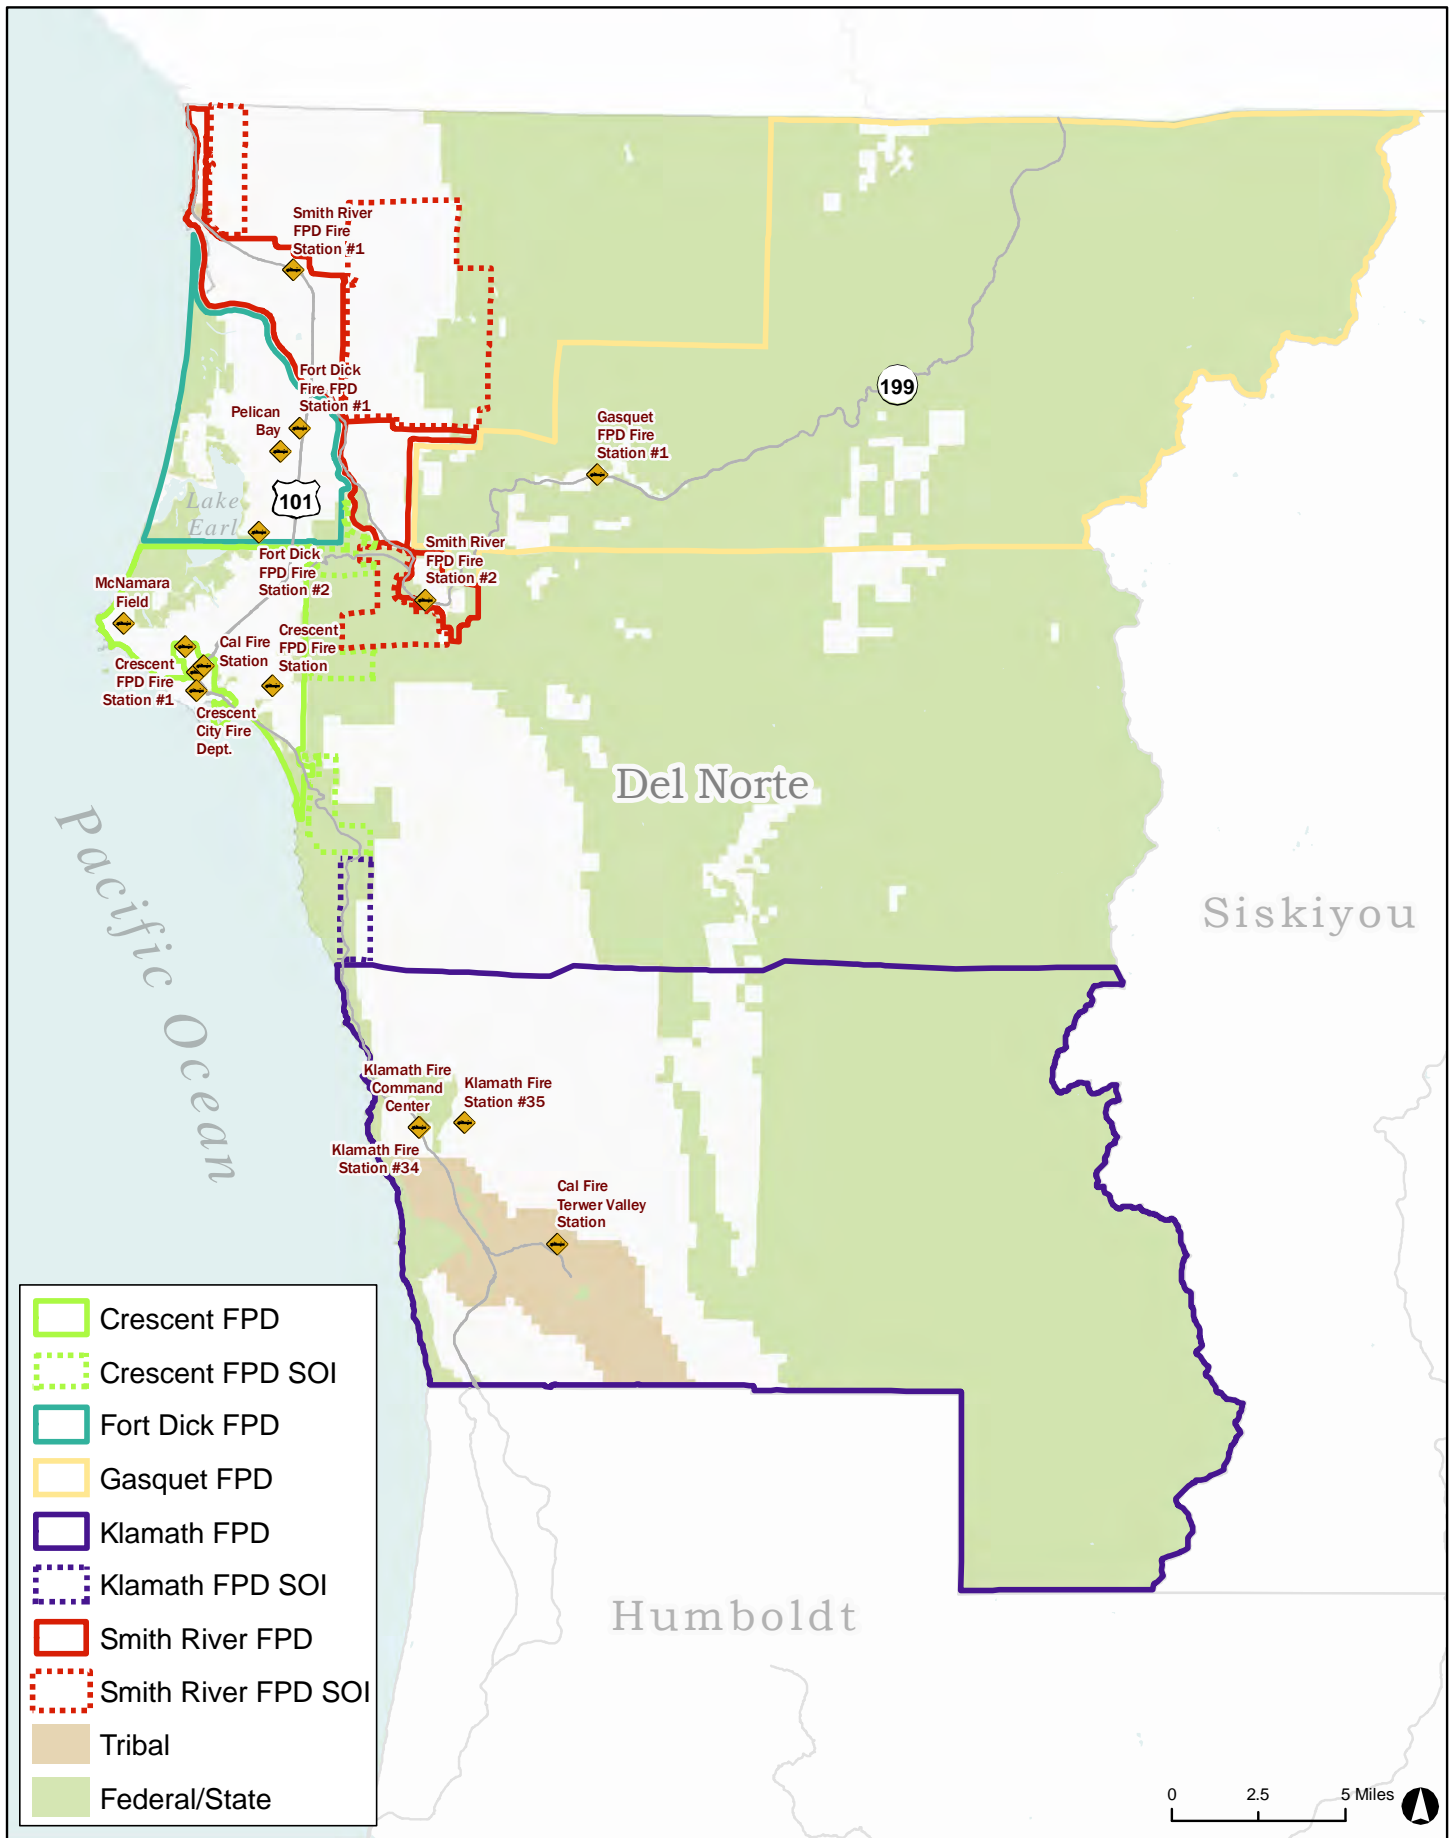 Smith River
FPD Fire
Station #1
Fort Dick
Fire FPD
Station #1
Pelican
Bay
199
Gasquet
FPD Fire
Station #1
Lake
Earl
101
Fort Dick
FPD Fire
Station #2
Smith River
FPD Fire
Station #2
McNamara
Field
Cal Fire
Station
Crescent
FPD Fire
Station
Crescent
FPD Fire
Station #1
Crescent
City Fire
Dept.
Del Norte
Pacific Ocean
Siskiyou
Klamath Fire
Command
Center
Klamath Fire
Station #35
Klamath Fire
Station #34
Cal Fire
Terwer Valley
Station
Humboldt
Crescent FPD
Crescent FPD SOI
Fort Dick FPD
Gasquet FPD
Klamath FPD
Klamath FPD SOI
Smith River FPD
Smith River FPD SOI
Tribal
Federal/State
0 2.5 5 Miles